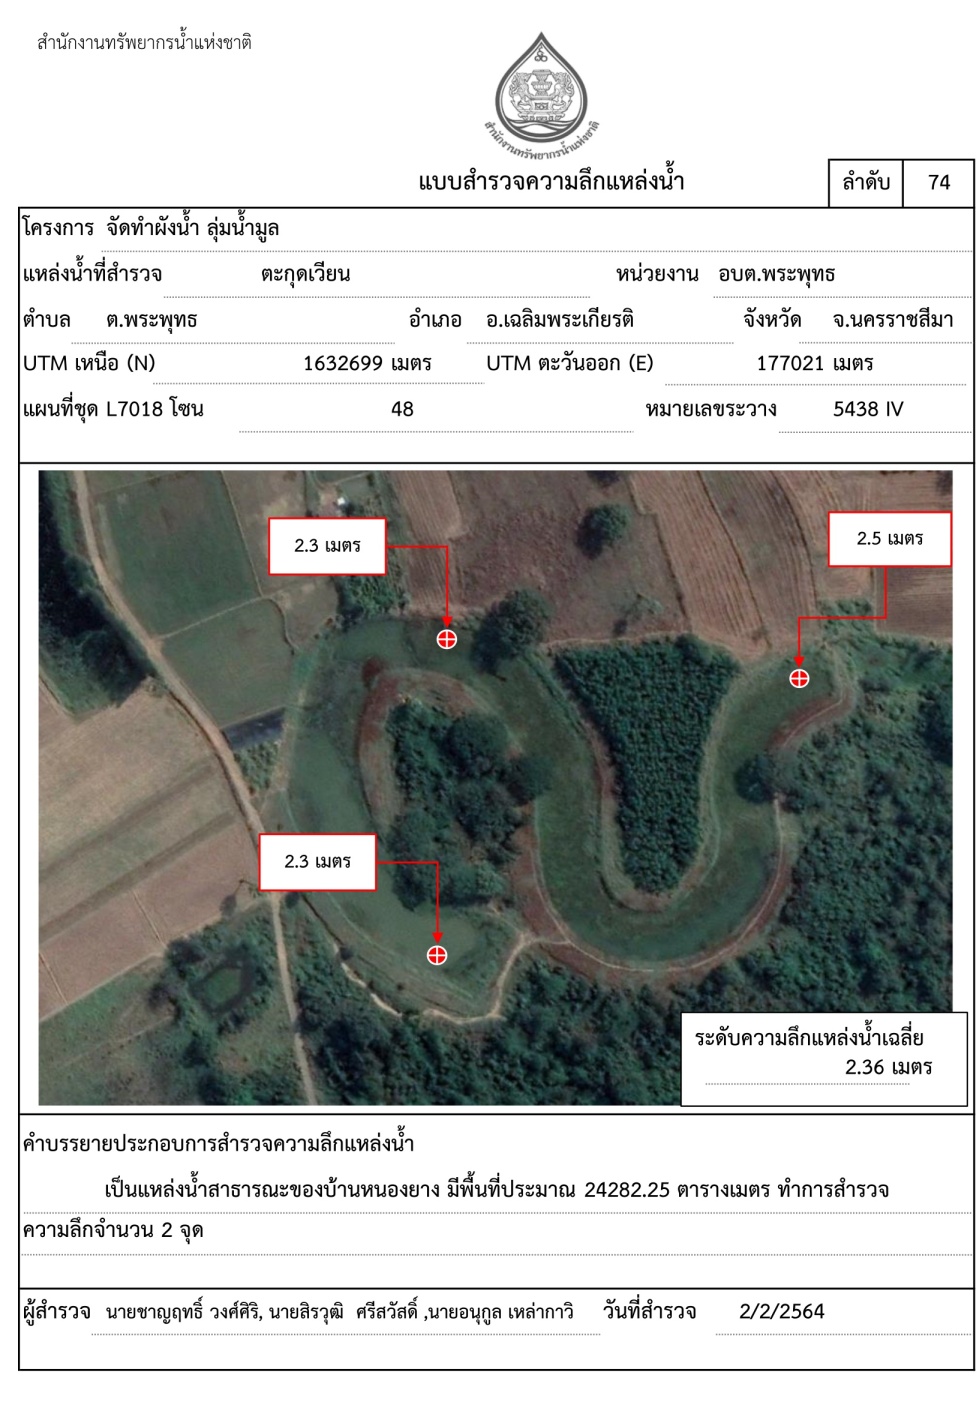 สำนักงานทรัพยากรน้ำแห่งชาติ
สำนักงานทรัพยากรน้ำแห่งชาติ
แบบสำรวจความลึกแหล่งน้ำ
ลำดับ 74
โครงการ จัดทำผังน้ำ ลุ่มน้ำมูล
แหล่งน้ำที่สำรวจ ตะกุดเวียน หน่วยงาน อบต.พระพุทธ
ตำบล ต.พระพุทธ อำเภอ อ.เฉลิมพระเกียรติ จังหวัด จ.นครราชสีมา
UTM เหนือ (N) 1632699 เมตร UTM ตะวันออก (E) 177021 เมตร
แผนที่ชุด L7018 โซน 48 หมายเลขระวาง 5438 IV
2.3 เมตร
2.5 เมตร
2.3 เมตร
ระดับความลึกแหล่งน้ำเฉลี่ย
2.36 เมตร
คำบรรยายประกอบการสำรวจความลึกแหล่งน้ำ
เป็นแหล่งน้ำสาธารณะของบ้านหนองยาง มีพื้นที่ประมาณ 24282.25 ตารางเมตร ทำการสำรวจ
ความลึกจำนวน 2 จุด
ผู้สำรวจ นายชาญฤทธิ์ วงศ์ศิริ, นายสิรวุฒิ ศรีสวัสดิ์ ,นายอนุกูล เหล่ากาวิ วันที่สำรวจ 2/2/2564